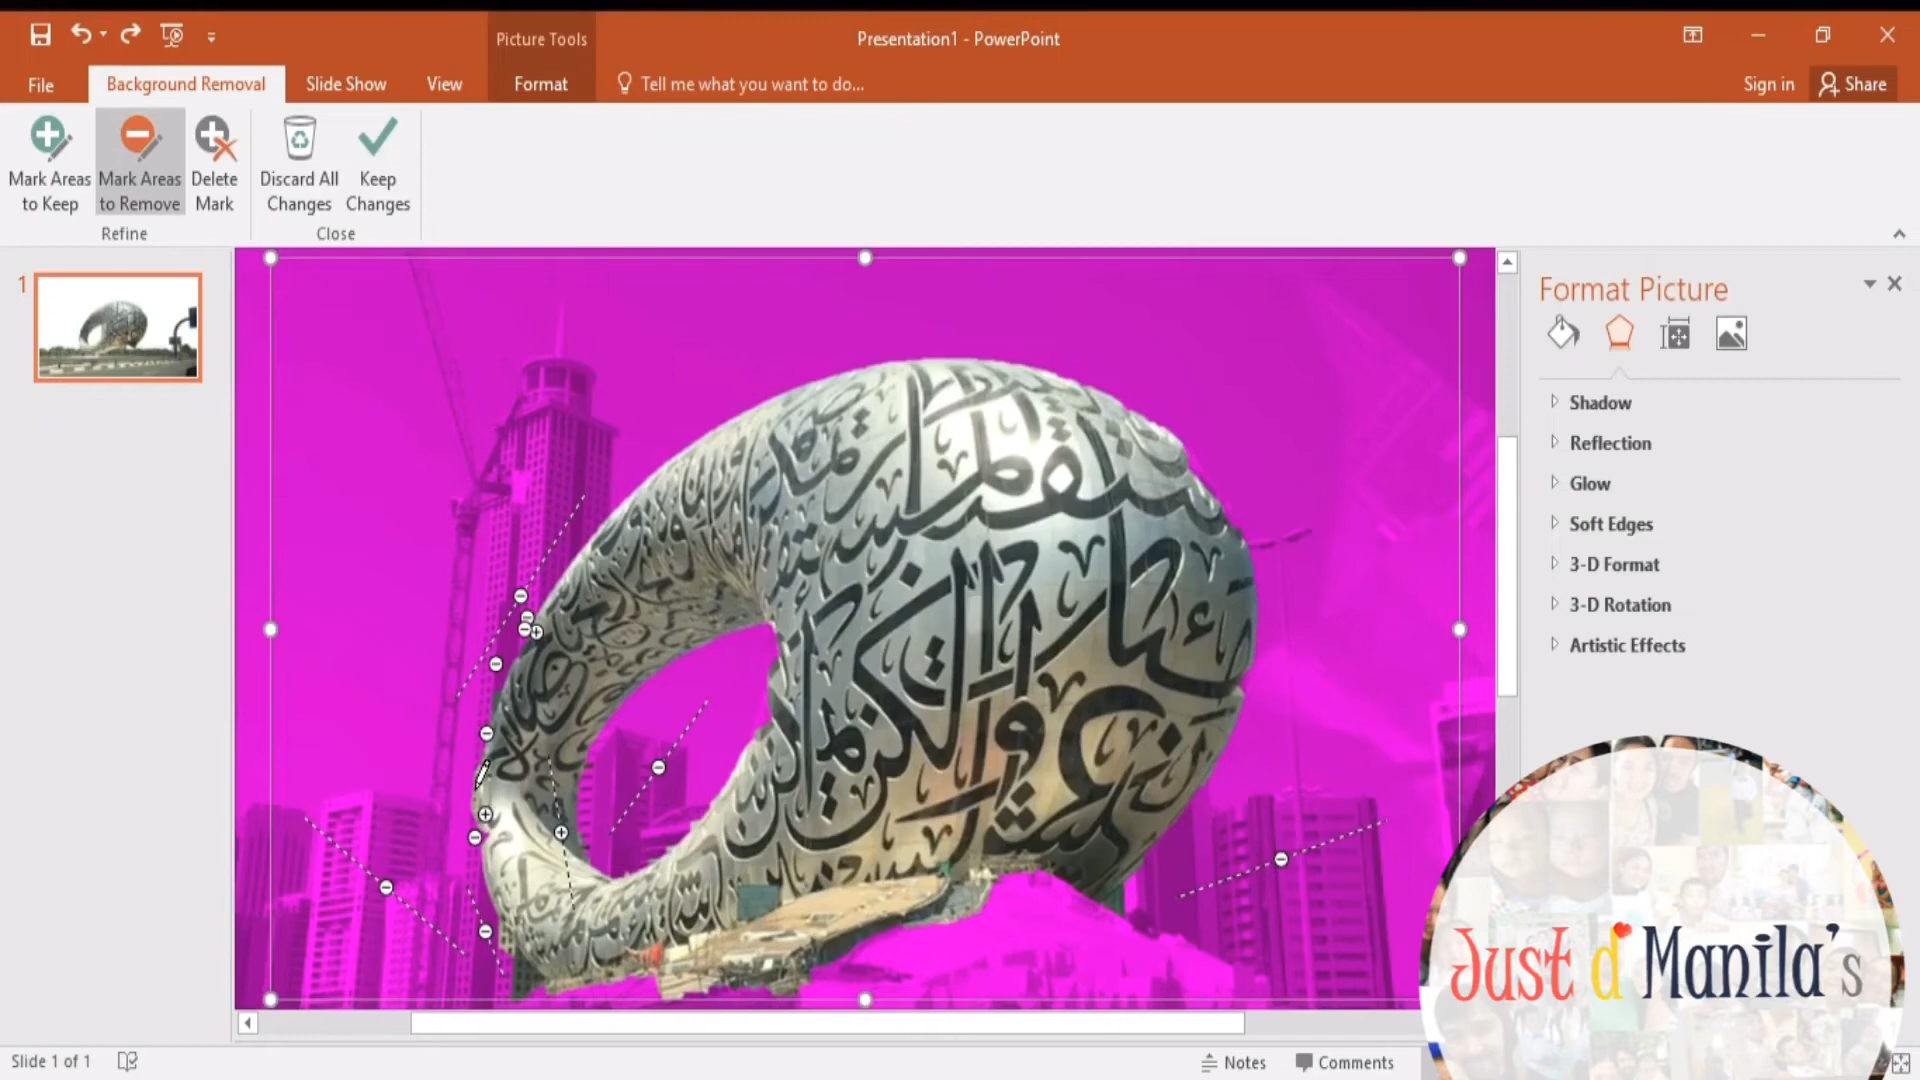 Picture Tools
Presentation1 - PowerPoint
File
Background Removal
Slide Show
View
Format
Tell me what you want to do...
Sign in
Share
Mark Areas to Keep
Mark Areas to Remove
Delete Mark
Discard All Changes
Keep Changes
Refine
Close
1
Format Picture
Shadow
Reflection
Glow
Soft Edges
3-D Format
3-D Rotation
Artistic Effects
Just d Manila's
Slide 1 of 1
Notes
Comments